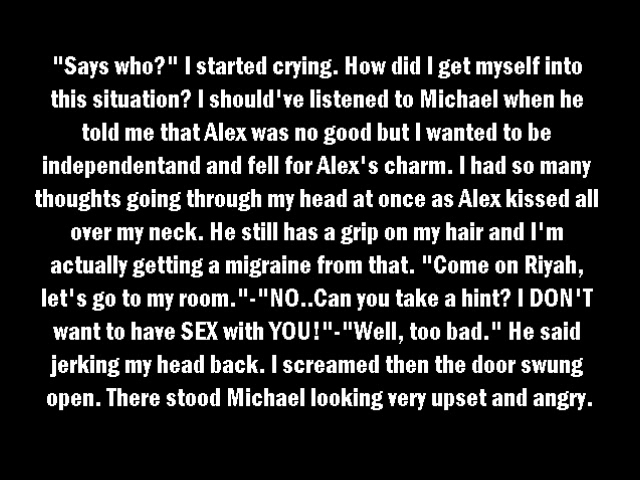 "Says who?" I started crying. How did I get myself into
this situation? I should've listened to Michael when he
told me that Alex was no good but I wanted to be
independentand and fell for Alex's charm. I had so many
thoughts going through my head at once as Alex kissed all
over my neck. He still has a grip on my hair and I'm
actually getting a migraine from that. "Come on Riyah,
let's go to my room."-"NO..Can you take a hint? I DON'T
want to have SEX with YOU!"-"Well, too bad." He said
jerking my head back. I screamed then the door swung
open. There stood Michael looking very upset and angry.